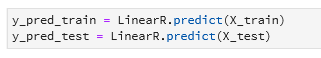 y_pred_train = LinearR.predict(X_train)
y_pred_test = LinearR.predict(X_test)